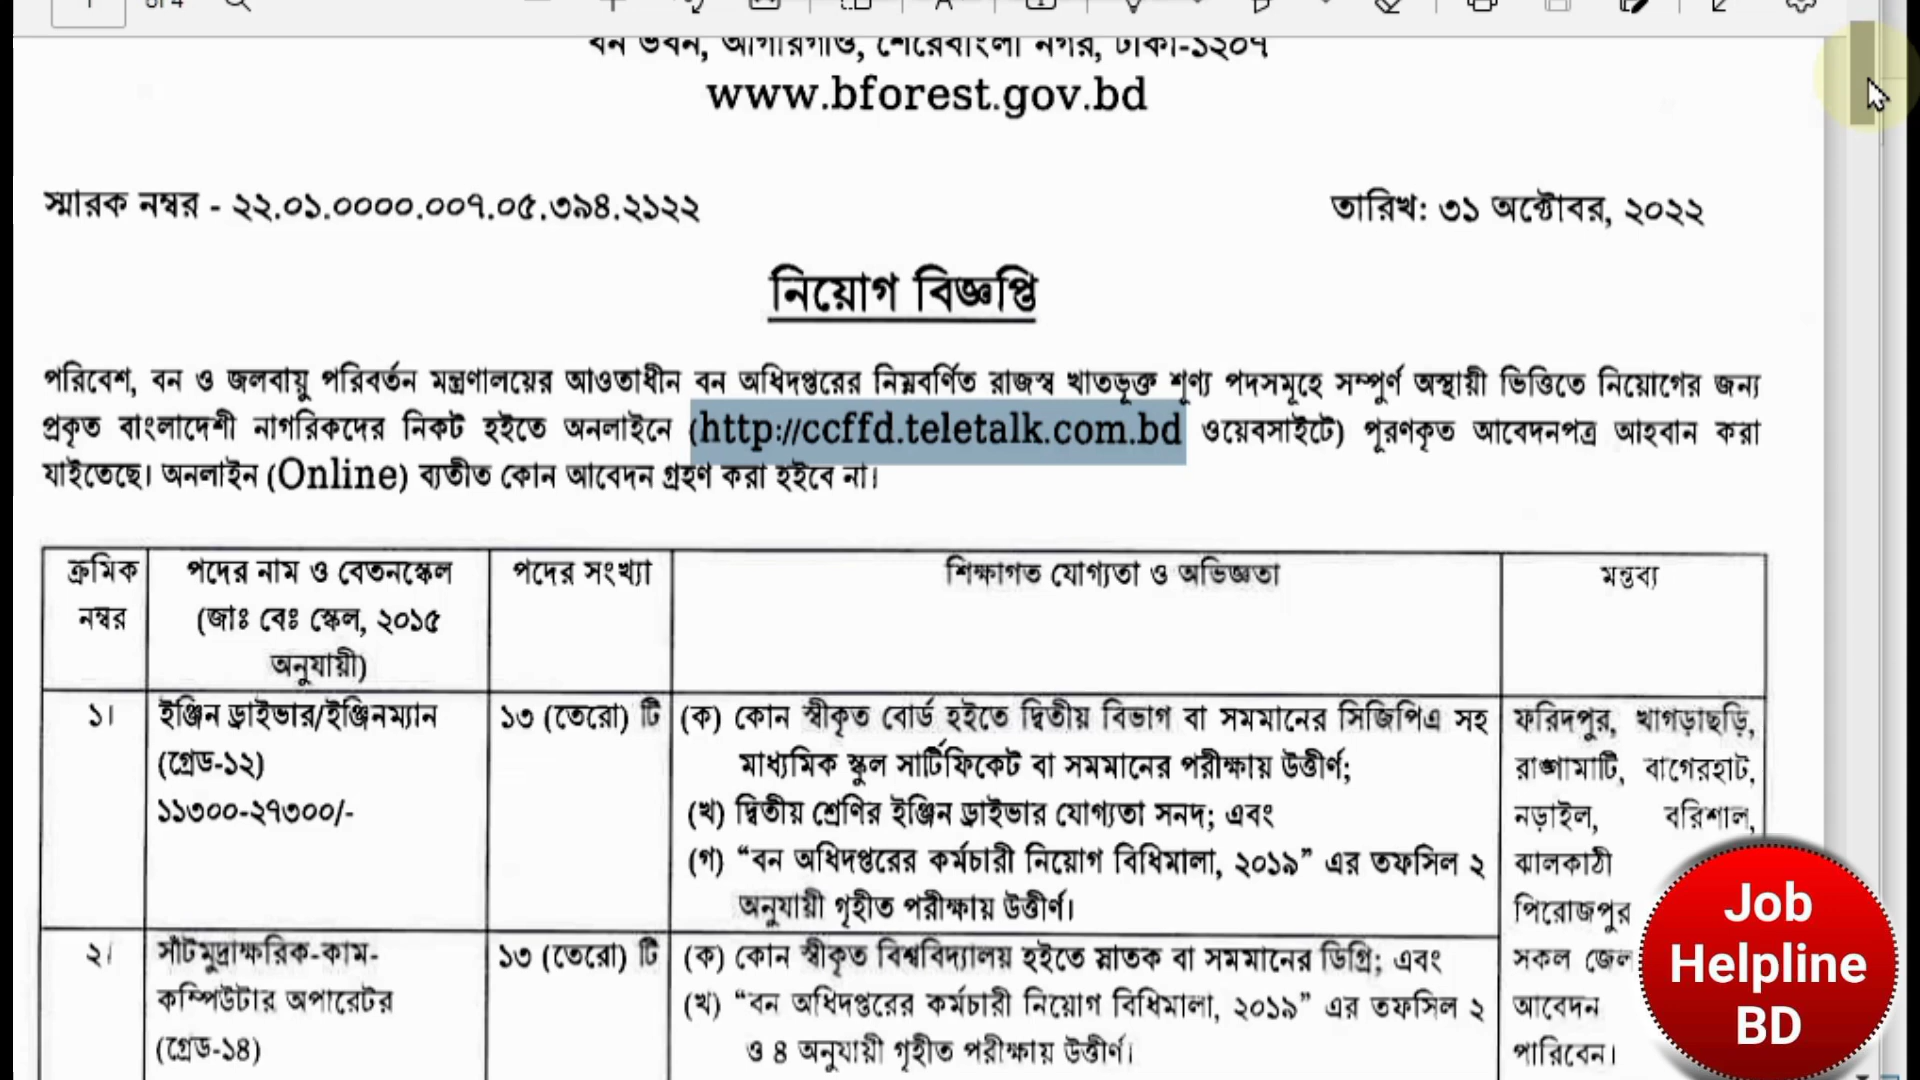 of 4
বন ভবন, আগারগাঁও, শেরেবাংলা নগর, ঢাকা-১২০৭
www.bforest.gov.bd
স্মারক নম্বর - ২২.০১.০০০০.০০৭.০৫.৩৯৪.২১২২
তারিখ: ৩১ অক্টোবর, ২০২২
নিয়োগ বিজ্ঞপ্তি
পরিবেশ, বন ও জলবায়ু পরিবর্তন মন্ত্রণালয়ের আওতাধীন বন অধিদপ্তরের নিম্নবর্ণিত রাজস্ব খাতভূক্ত শূণ্য পদসমূহে সম্পুর্ণ অস্থায়ী ভিত্তিতে নিয়োগের জন্য
প্রকৃত বাংলাদেশী নাগরিকদের নিকট হইতে অনলাইনে (http://ccffd.teletalk.com.bd ওয়েবসাইটে) পূরণকৃত আবেদনপত্র আহবান করা
যাইতেছে। অনলাইন (Online) ব্যতীত কোন আবেদন গ্রহণ করা হইবে না।
ক্রমিক
নম্বর
পদের নাম ও বেতনস্কেল
(জাঃ বেঃ স্কেল, ২০১৫
অনুযায়ী)
পদের সংখ্যা
শিক্ষাগত যোগ্যতা ও অভিজ্ঞতা
মন্তব্য
১।
ইঞ্জিন ড্রাইভার/ইঞ্জিনম্যান
(গ্রেড-১২)
১১৩০০-২৭৩০০/-
১৩ (তেরো) টি
(ক) কোন স্বীকৃত বোর্ড হইতে দ্বিতীয় বিভাগ বা সমমানের সিজিপিএ সহ
মাধ্যমিক স্কুল সার্টিফিকেট বা সমমানের পরীক্ষায় উত্তীর্ণ;
(খ) দ্বিতীয় শ্রেণির ইঞ্জিন ড্রাইভার যোগ্যতা সনদ; এবং
(গ) “বন অধিদপ্তরের কর্মচারী নিয়োগ বিধিমালা, ২০১৯” এর তফসিল ২
অনুযায়ী গৃহীত পরীক্ষায় উত্তীর্ণ।
ফরিদপুর, খাগড়াছড়ি,
রাঙ্গামাটি, বাগেরহাট,
নড়াইল, বরিশাল,
ঝালকাঠী
পিরোজপুর
সকল জেল
আবেদন
পারিবেন।
২।
সাঁটমুদ্রাক্ষরিক-কাম-
কম্পিউটার অপারেটর
(গ্রেড-১৪)
১৩ (তেরো) টি
(ক) কোন স্বীকৃত বিশ্ববিদ্যালয় হইতে স্নাতক বা সমমানের ডিগ্রি; এবং
(খ) “বন অধিদপ্তরের কর্মচারী নিয়োগ বিধিমালা, ২০১৯” এর তফসিল ২
ও ৪ অনুযায়ী গৃহীত পরীক্ষায় উত্তীর্ণ।
Job
Helpline
BD